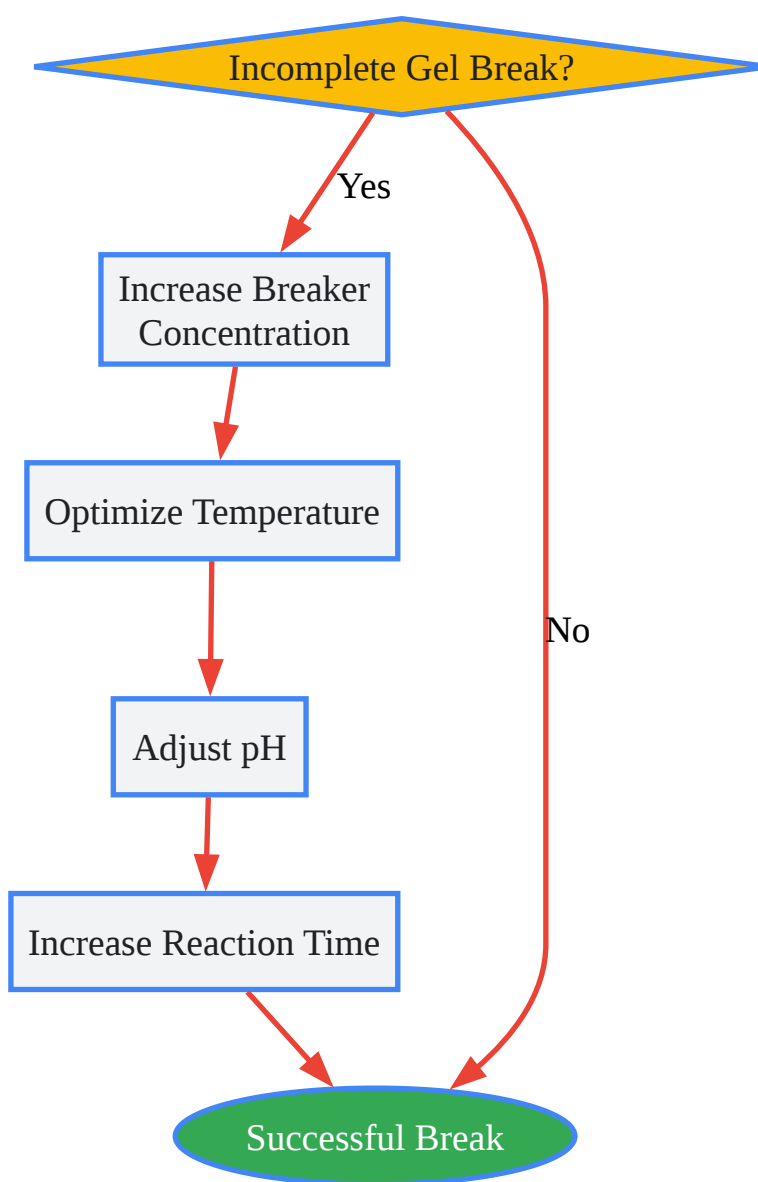 Incomplete Gel Break?
Yes
Increase Breaker
Concentration
Optimize Temperature
No
Adjust pH
Increase Reaction Time
Successful Break